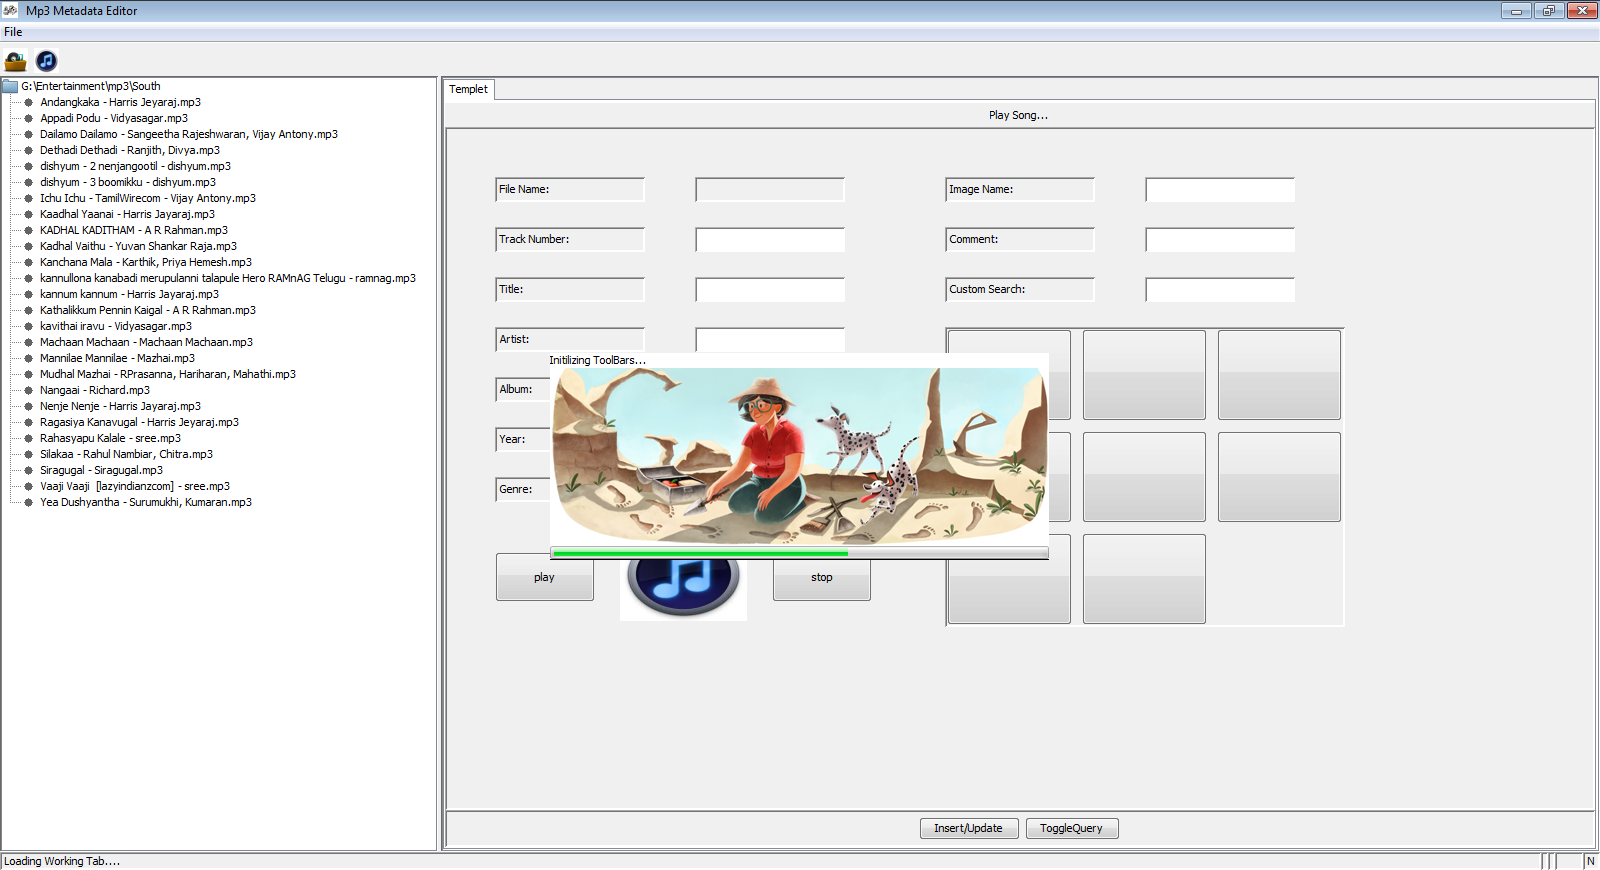 Mp3 Metadata Editor
File
G:\Entertainment\mp3\South
Andangkaka - Harris Jeyaraj.mp3
Appadi Podu - Vidyasagar.mp3
Dailamo Dailamo - Sangeetha Rajeshwaran, Vijay Antony.mp3
Dethadi Dethadi - Ranjith, Divya.mp3
dishyum - 2 nenjangootil - dishyum.mp3
dishyum - 3 boomikku - dishyum.mp3
Ichu Ichu - TamilWirecom - Vijay Antony.mp3
Kaadhal Yaanai - Harris Jayaraj.mp3
KADHAL KADITHAM - A R Rahman.mp3
Kadhal Vaithu - Yuvan Shankar Raja.mp3
Kanchana Mala - Karthik, Priya Hemesh.mp3
kannullona kanabadi merupulanni talapule Hero RAMnAG Telugu - ramnag.mp3
kannum kannum - Harris Jayaraj.mp3
Kathalikkum Pennin Kaigal - A R Rahman.mp3
kavithai iravu - Vidyasagar.mp3
Machaan Machaan - Machaan Machaan.mp3
Mannilae Mannilae - Mazhai.mp3
Mudhal Mazhai - RPrasanna, Hariharan, Mahathi.mp3
Nangaai - Richard.mp3
Nenje Nenje - Harris Jayaraj.mp3
Ragasiya Kanavugal - Harris Jeyaraj.mp3
Rahasyapu Kalale - sree.mp3
Silakaa - Rahul Nambiar, Chitra.mp3
Siragugal - Siragugal.mp3
Vaaji Vaaji  [lazyindianzcom] - sree.mp3
Yea Dushyantha - Surumukhi, Kumaran.mp3
Templet
Play Song...
File Name:
Image Name:
Track Number:
Comment:
Title:
Custom Search:
Artist:
Initilizing ToolBars...
Album:
Year:
Genre:
play
stop
Insert/Update
ToggleQuery
Loading Working Tab....
N